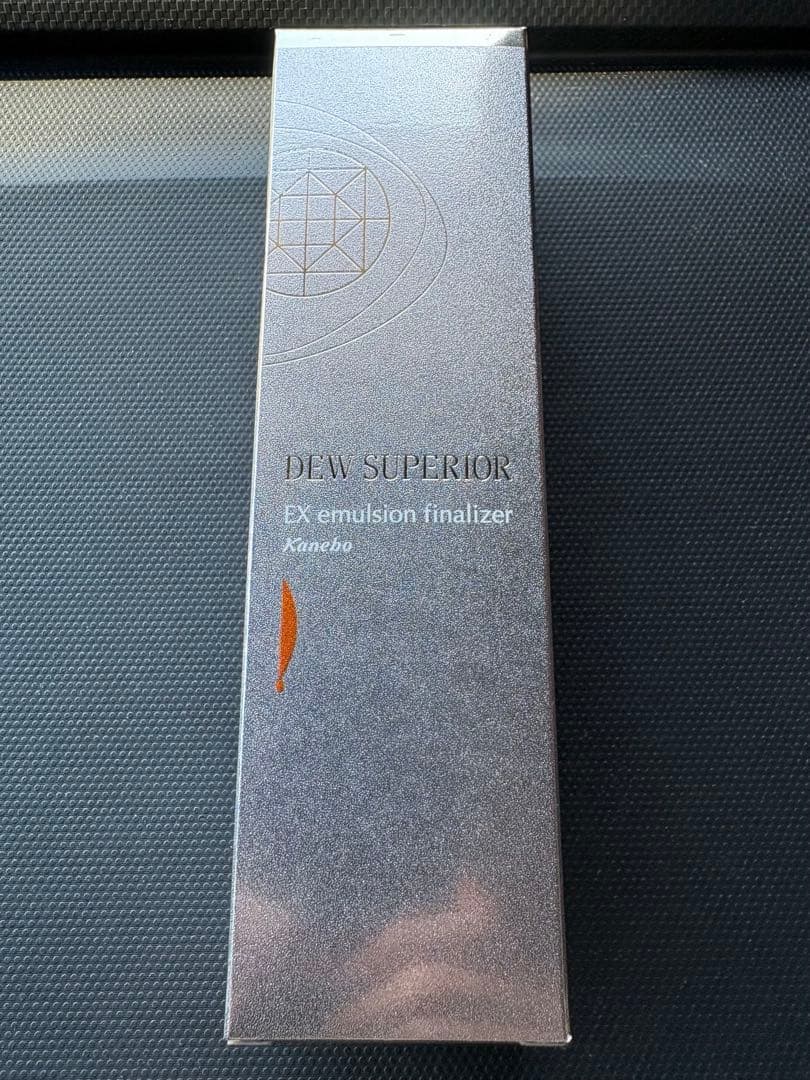 DEW SUPERIOR
EX emulsion finalizer
Kanebo